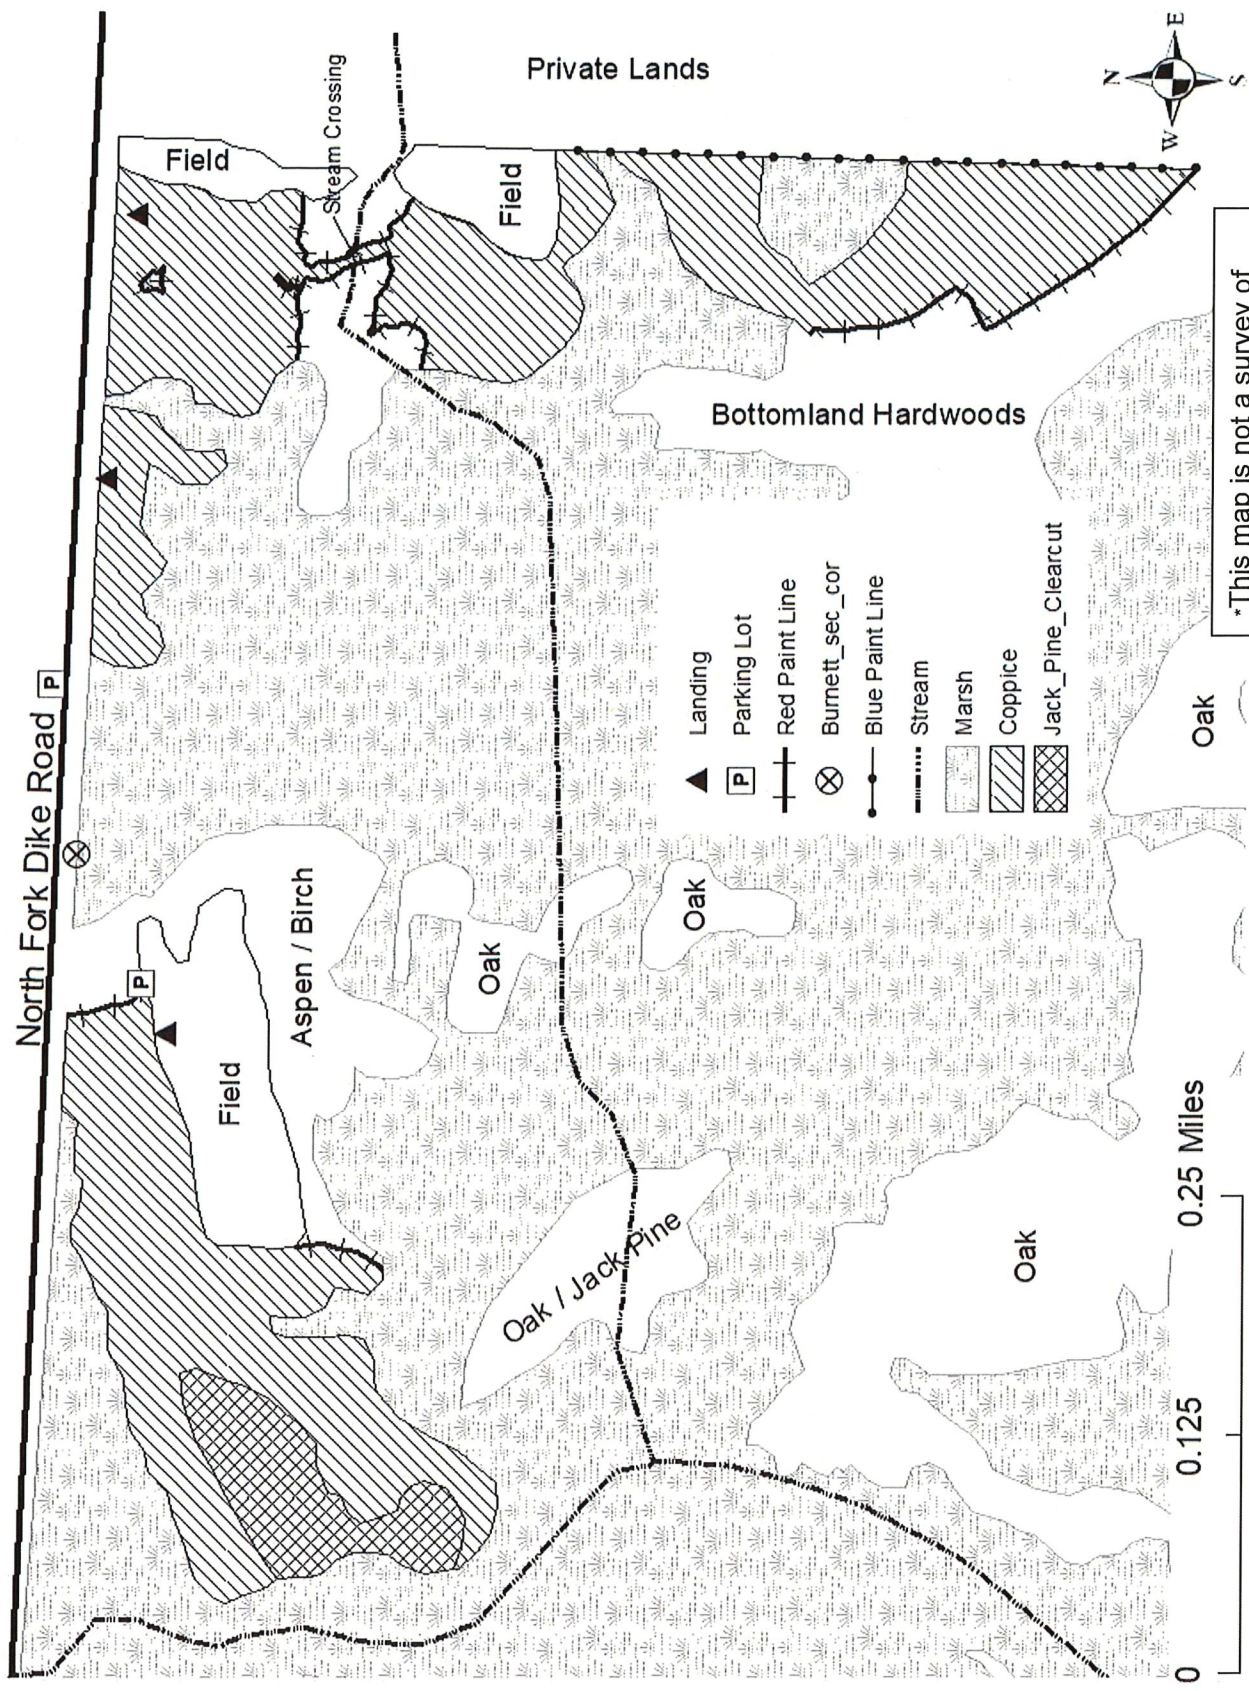 North Fork Dike Road
P
P
Field
Stream Crossing
Private Lands
Field
Aspen / Birch
Field
Oak
Oak
Oak / Jack Pine
Bottomland Hardwoods
Oak
Oak
Landing
P Parking Lot
Red Paint Line
Burnett_sec_cor
Blue Paint Line
Stream
Marsh
Coppice
Jack_Pine_Clearcut
N
W E
S
0 0.125 0.25 Miles
*This map is not a survey of